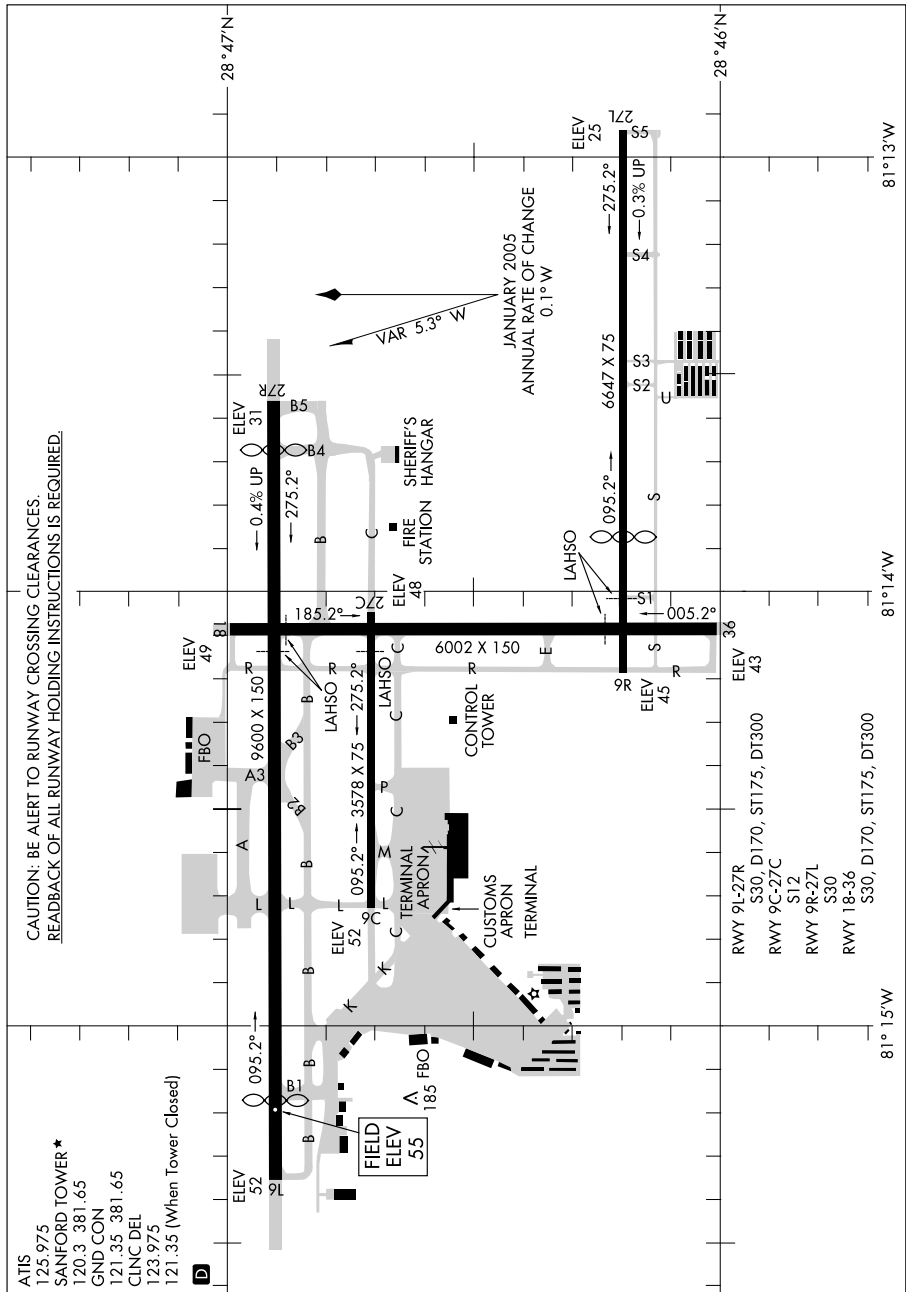 CAUTION: BE ALERT TO RUNWAY CROSSING CLEARANCES.
READBACK OF ALL RUNWAY HOLDING INSTRUCTIONS IS REQUIRED.
ATIS
125.975
SANFORD TOWER★
120.3 381.65
GND CON
121.35 381.65
CLNC DEL
123.975
121.35 (When Tower Closed)
D
28°47'N
28°46'N
81°13'W
81°14'W
81°15'W
JANUARY 2005
ANNUAL RATE OF CHANGE
0.1° W
VAR 5.3° W
ELEV
52
9L
095.2°
9600 X 150
0.4% UP
275.2°
ELEV
31
27R
FIELD
ELEV
55
B1
B
B
B
B
B2
B3
B
B
B4
B5
A
A3
FBO
L
L
L
L
R
R
R
R
ELEV
49
18
185.2°
6002 X 150
005.2°
36
ELEV
43
LAHSO
LAHSO
LAHSO
ELEV
52
9C
095.2°
3578 X 75
275.2°
27C
ELEV
48
K
K
C
C
C
C
C
M
P
E
TERMINAL
APRON
CUSTOMS
APRON
TERMINAL
CONTROL
TOWER
FIRE
STATION
SHERIFF'S
HANGAR
FBO
185
9R
ELEV
45
095.2°
6647 X 75
275.2°
0.3% UP
27L
ELEV
25
S
S
S1
S2
S3
S4
S5
U
RWY 9L-27R
S30, D170, ST175, DT300
RWY 9C-27C
S12
RWY 9R-27L
S30
RWY 18-36
S30, D170, ST175, DT300